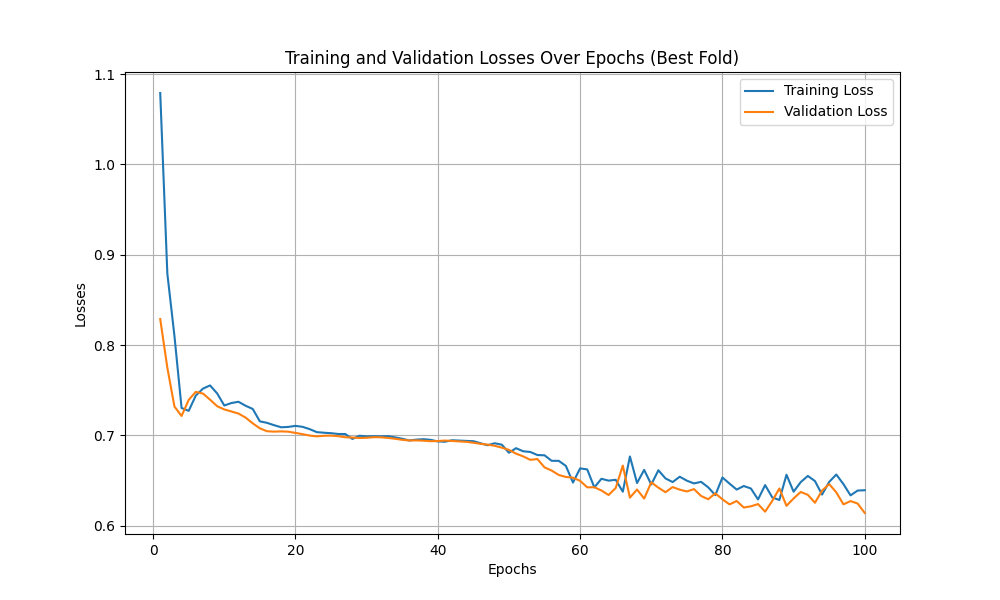 Training and Validation Losses Over Epochs (Best Fold)
Training Loss
Validation Loss
Losses
1.1
1.0
0.9
0.8
0.7
0.6
0 20 40 60 80 100
Epochs